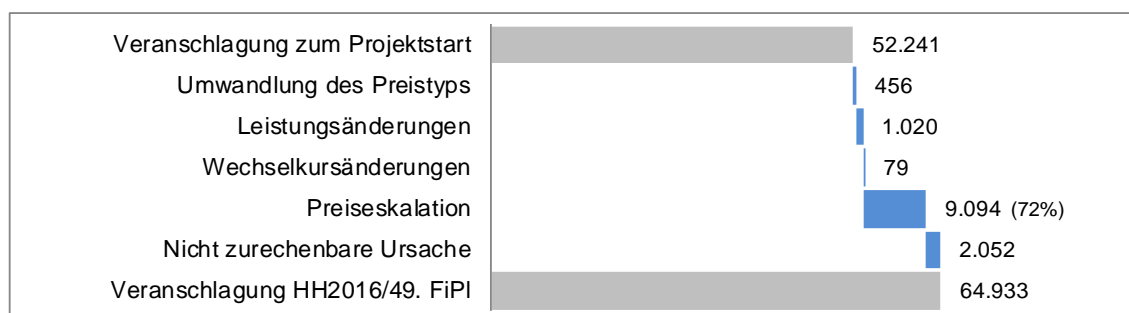 Veranschlagung zum Projektstart 52.241
Umwandlung des Preistyps 456
Leistungsänderungen 1.020
Wechselkursänderungen 79
Preiseskalation 9.094 (72%)
Nicht zurechenbare Ursache 2.052
Veranschlagung HH2016/49. FiPl 64.933